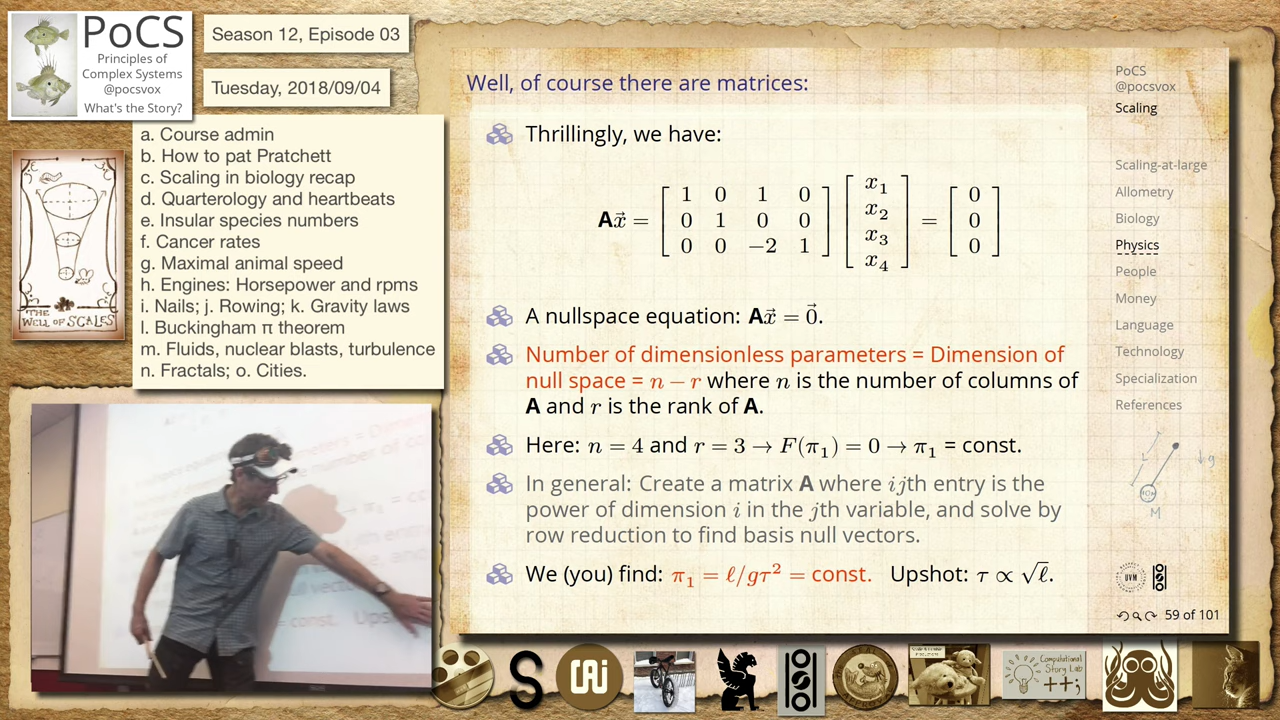 PoCS
Principles of
Complex Systems
@pocsvox
What's the Story?
Season 12, Episode 03
Tuesday, 2018/09/04
a. Course admin
b. How to pat Pratchett
c. Scaling in biology recap
d. Quarterology and heartbeats
e. Insular species numbers
f. Cancer rates
g. Maximal animal speed
h. Engines: Horsepower and rpms
i. Nails; j. Rowing; k. Gravity laws
l. Buckingham π theorem
m. Fluids, nuclear blasts, turbulence
n. Fractals; o. Cities.
THE
WELL OF SCALES
Well, of course there are matrices:
Thrillingly, we have:
A x⃗ = [ 1 0 1 0 ; 0 1 0 0 ; 0 0 −2 1 ] [ x₁ ; x₂ ; x₃ ; x₄ ] = [ 0 ; 0 ; 0 ]
A nullspace equation: A x⃗ = 0⃗.
Number of dimensionless parameters = Dimension of
null space = n − r where n is the number of columns of
A and r is the rank of A.
Here: n = 4 and r = 3 → F(π₁) = 0 → π₁ = const.
In general: Create a matrix A where ijth entry is the
power of dimension i in the jth variable, and solve by
row reduction to find basis null vectors.
We (you) find: π₁ = ℓ/gτ² = const. Upshot: τ ∝ √ℓ.
PoCS
@pocsvox
Scaling
Scaling-at-large
Allometry
Biology
Physics
People
Money
Language
Technology
Specialization
References
g
M
UVM
59 of 101
Computational
Story Lab
++;